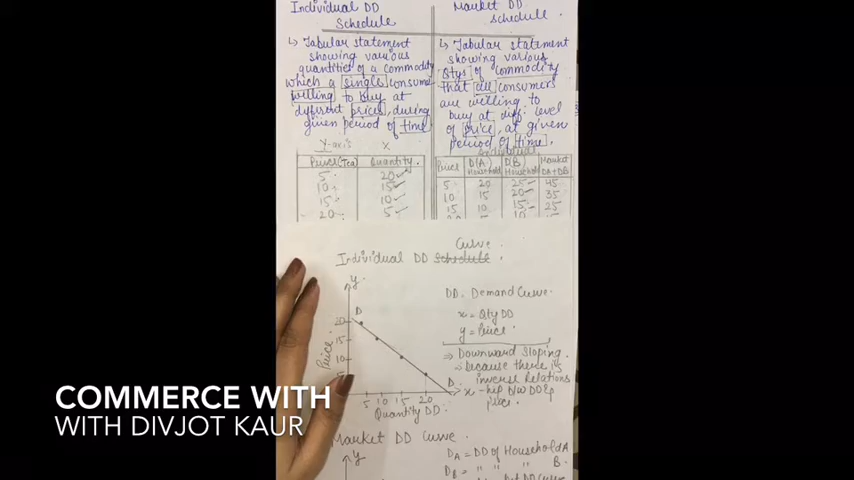 Individual DD
Schedule
↳ Tabular statement
showing various
quantities of a commodity
which a single consumer
willing to buy at
different prices, during
given period of time
Y-axis X
Price (Tea) Quantity
5 20
10 15
15 10
20 5
Market DD
schedule
↳ Tabular statement
showing various
Qtys of commodity
that all consumers
are willing to
buy at diff. level
of price, at given
period of time
Price D(A) Household D(B) Household Market DA+DB
5 20 25 45
10 15 20 35
15 10 15 25
20 5 10
Curve
Individual DD Schedule
y
D
20
15
10
5
Price
5 10 15 20
D
x
Quantity DD
DD = Demand Curve
x = Qty DD
y = Price
⇒ Downward Sloping
∴ because there is
inverse Relations
-hip b/w DD &
price.
Market DD Curve
y
DA = DD of Household A
DB = " " " B
COMMERCE WITH
WITH DIVJOT KAUR